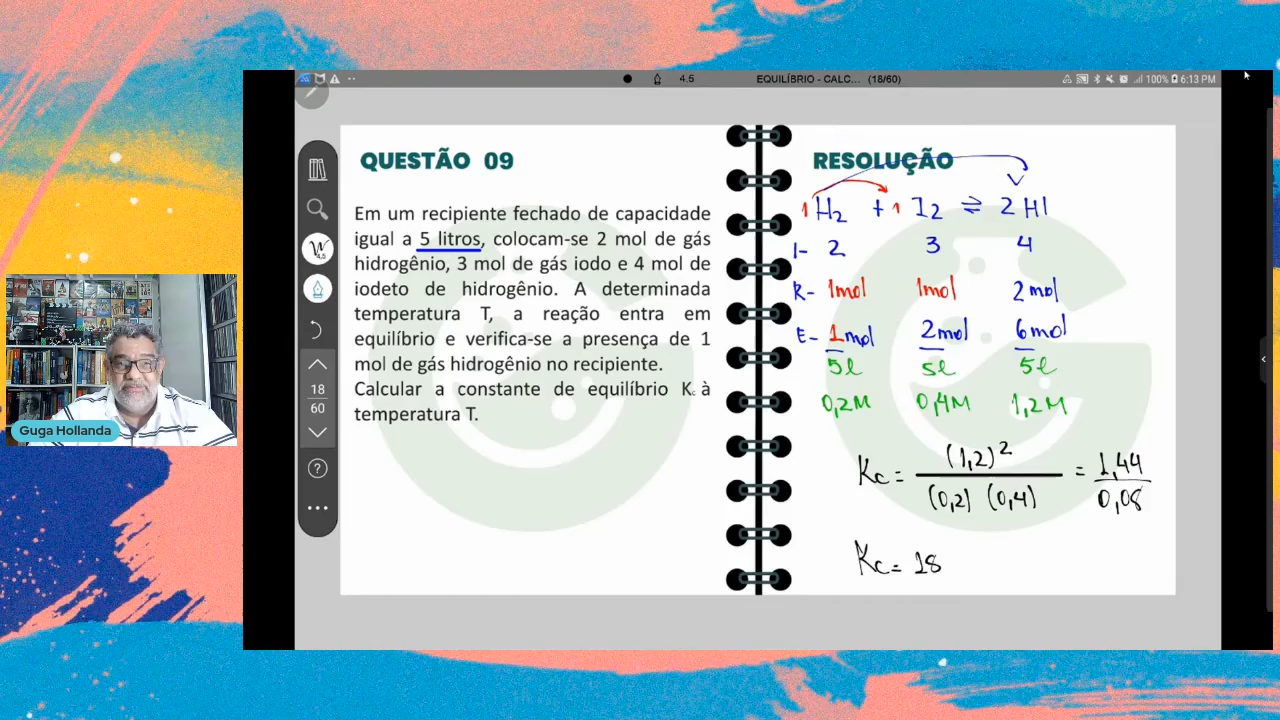 4.5
EQUILÍBRIO - CALC... (18/60)
100% 6:13 PM
QUESTÃO 09
Em um recipiente fechado de capacidade
igual a 5 litros, colocam-se 2 mol de gás
hidrogênio, 3 mol de gás iodo e 4 mol de
iodeto de hidrogênio. A determinada
temperatura T, a reação entra em
equilíbrio e verifica-se a presença de 1
mol de gás hidrogênio no recipiente.
Calcular a constante de equilíbrio Kc à
temperatura T.
18
60
Guga Hollanda
RESOLUÇÃO
1H2 + 1 I2 ⇌ 2HI
I- 2 3 4
R- 1mol 1mol 2mol
E- 1mol 2mol 6mol
5l 5l 5l
0,2M 0,4M 1,2M
Kc = (1,2)² / (0,2) (0,4) = 1,44 / 0,08
Kc = 18